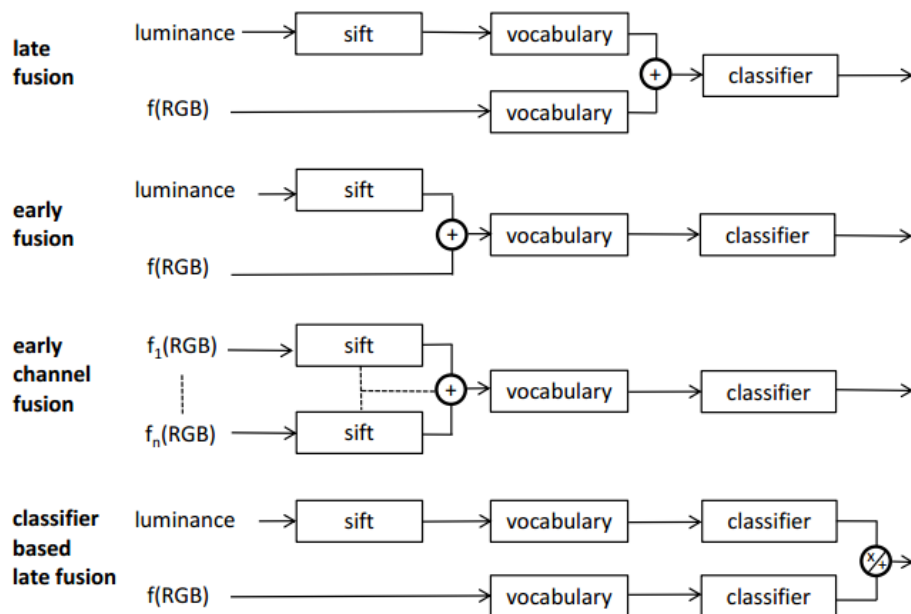 late
fusion
luminance
sift
vocabulary
+
classifier
f(RGB)
vocabulary
early
fusion
luminance
sift
+
vocabulary
classifier
f(RGB)
early
channel
fusion
f₁(RGB)
sift
+
vocabulary
classifier
fₙ(RGB)
sift
classifier
based
late fusion
luminance
sift
vocabulary
classifier
x/+
f(RGB)
vocabulary
classifier